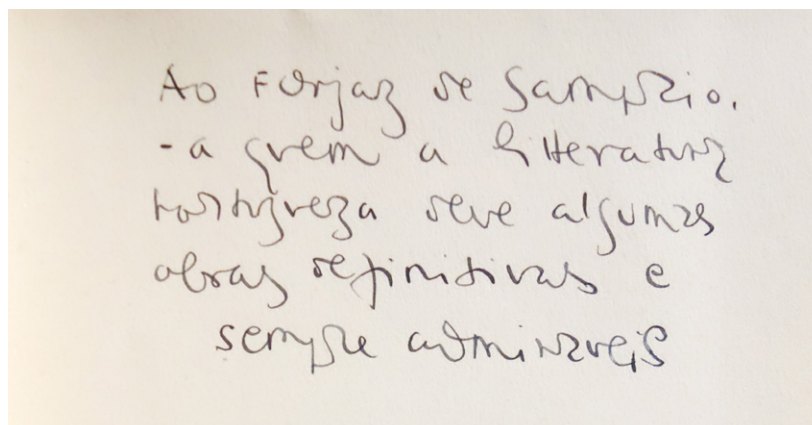 Ao Forjaz de Sampaio.
- a quem a litteratura
portugueza deve algumas
obras definitivas e
sempre admiraveis